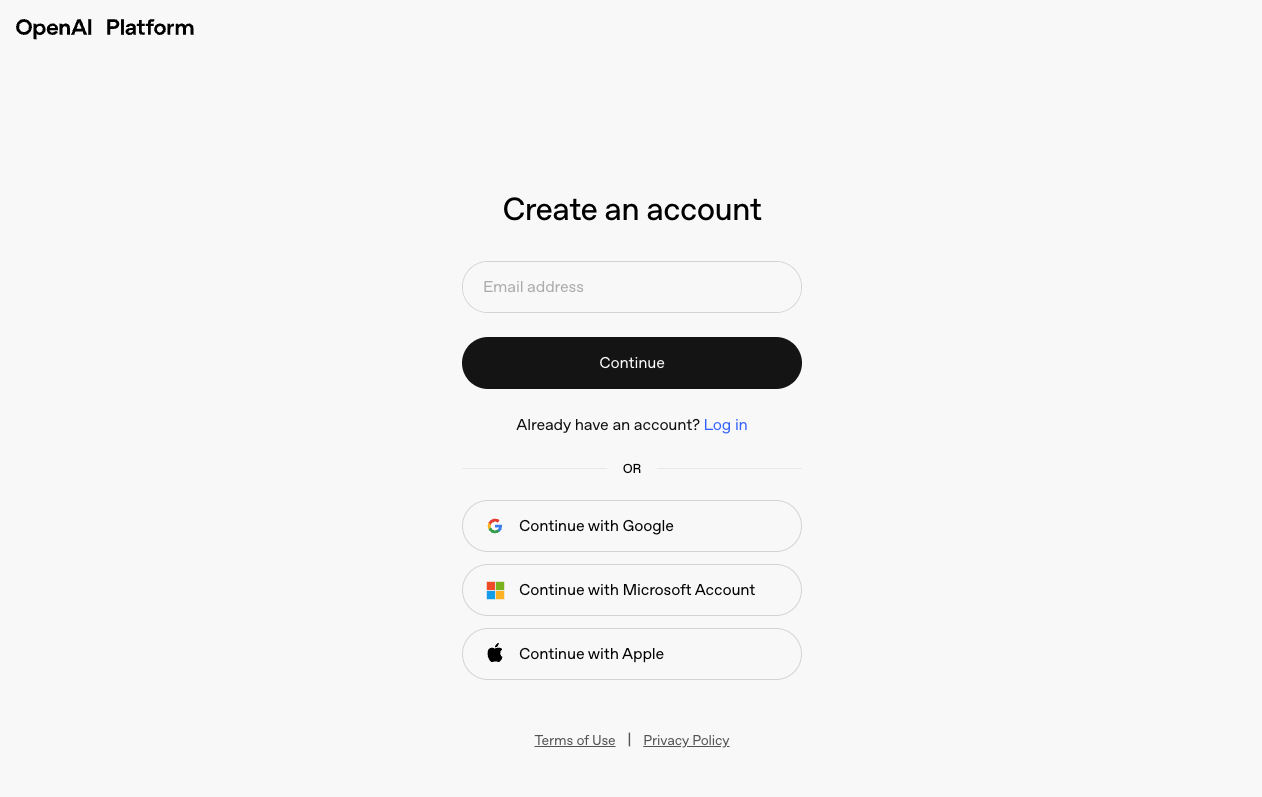 OpenAI Platform
Create an account
Email address
Continue
Already have an account? Log in
OR
Continue with Google
Continue with Microsoft Account
Continue with Apple
Terms of Use | Privacy Policy